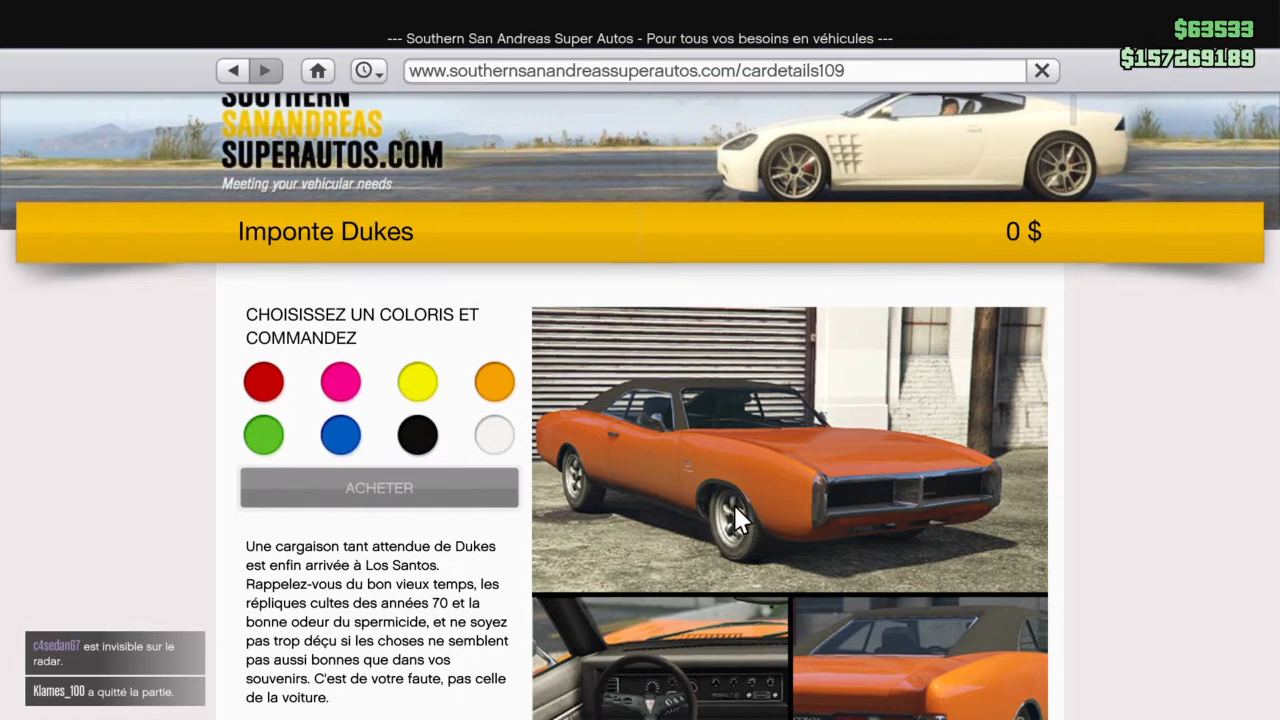 --- Southern San Andreas Super Autos - Pour tous vos besoins en véhicules ---
$63533
$157269189
www.southernsanandreassuperautos.com/cardetails109
SOUTHERN
SANANDREAS
SUPERAUTOS.COM
Meeting your vehicular needs
Imponte Dukes
0 $
CHOISISSEZ UN COLORIS ET
COMMANDEZ
ACHETER
Une cargaison tant attendue de Dukes
est enfin arrivée à Los Santos.
Rappelez-vous du bon vieux temps, les
répliques cultes des années 70 et la
bonne odeur du spermicide, et ne soyez
pas trop déçu si les choses ne semblent
pas aussi bonnes que dans vos
souvenirs. C'est de votre faute, pas celle
de la voiture.
c4sedan67 est invisible sur le
radar.
Klames_100 a quitté la partie.